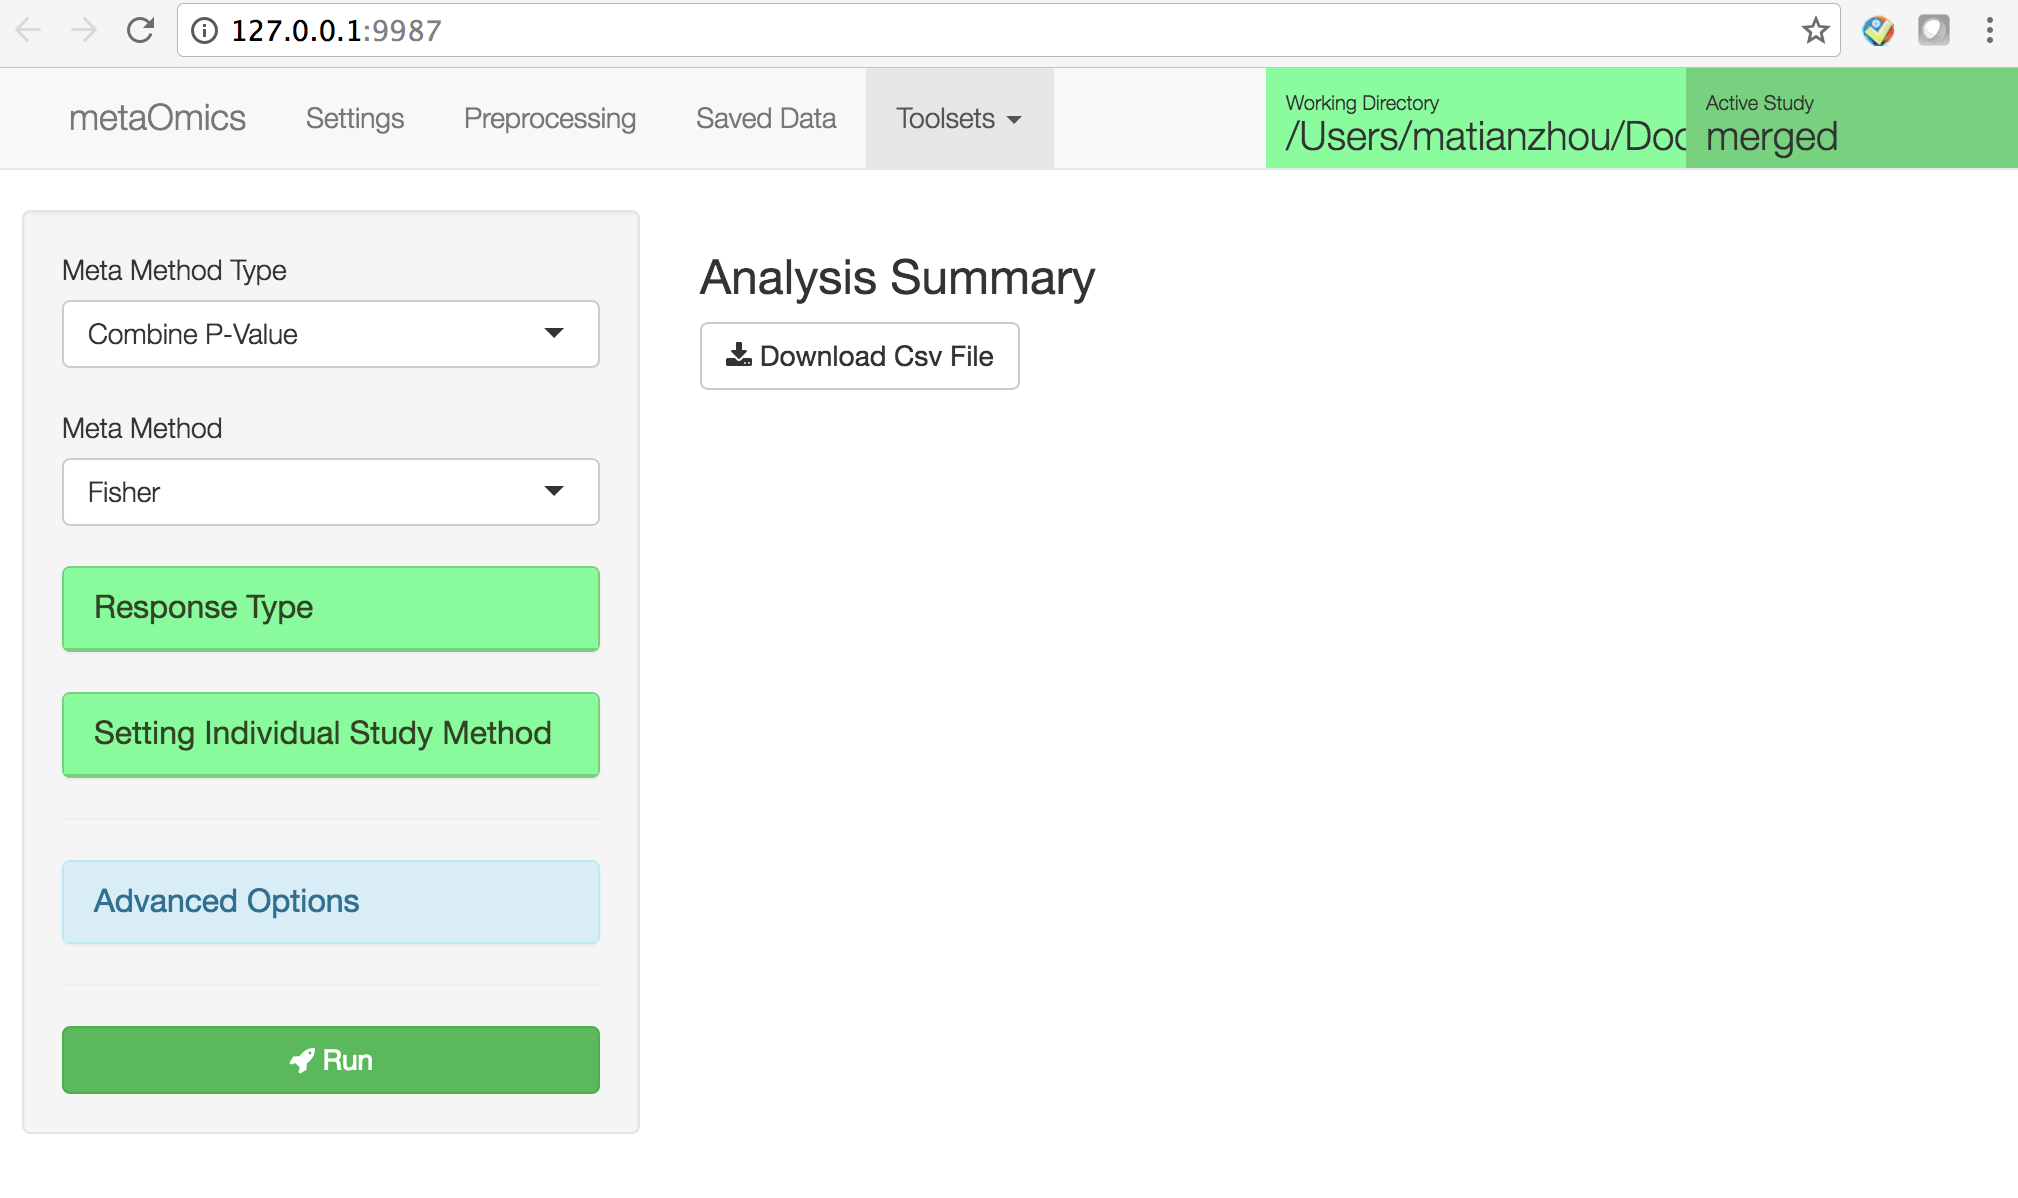 127.0.0.1:9987
metaOmics Settings Preprocessing Saved Data Toolsets
Working Directory
/Users/matianzhou/Doc
Active Study
merged
Meta Method Type
Combine P-Value
Meta Method
Fisher
Response Type
Setting Individual Study Method
Advanced Options
Run
Analysis Summary
Download Csv File